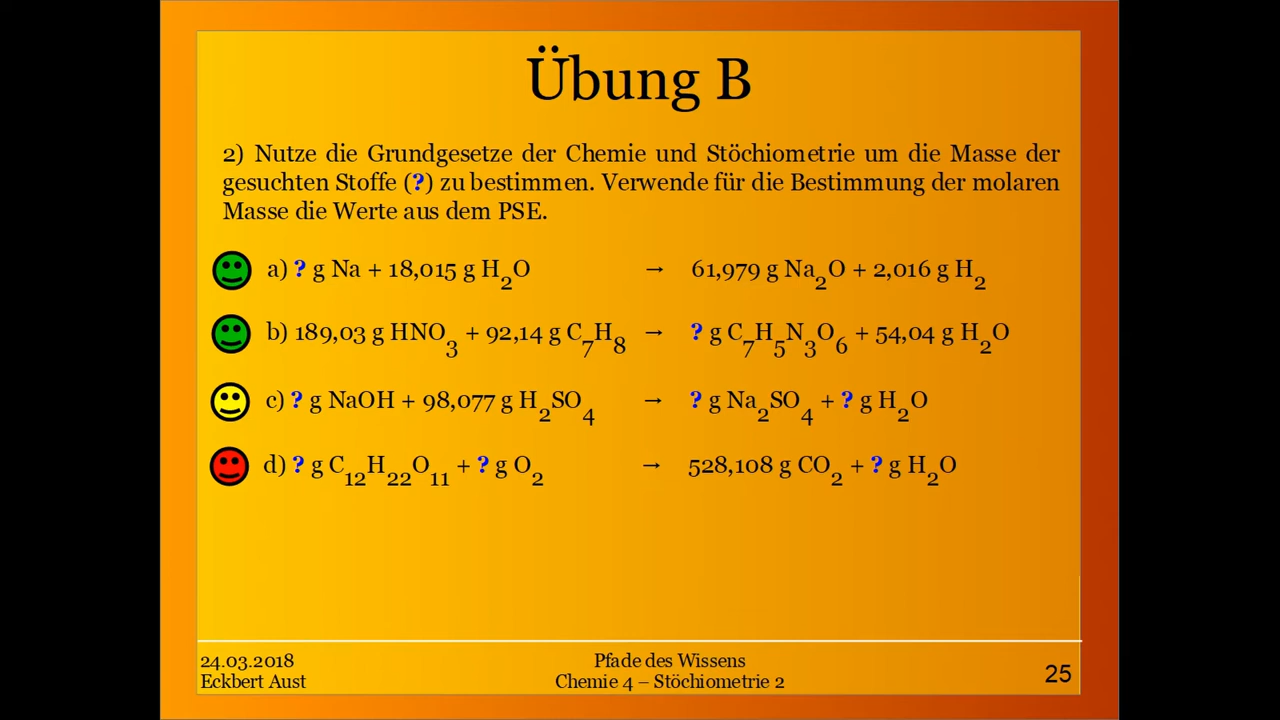 Übung B
2) Nutze die Grundgesetze der Chemie und Stöchiometrie um die Masse der
gesuchten Stoffe (?) zu bestimmen. Verwende für die Bestimmung der molaren
Masse die Werte aus dem PSE.
a) ? g Na + 18,015 g H₂O → 61,979 g Na₂O + 2,016 g H₂
b) 189,03 g HNO₃ + 92,14 g C₇H₈ → ? g C₇H₅N₃O₆ + 54,04 g H₂O
c) ? g NaOH + 98,077 g H₂SO₄ → ? g Na₂SO₄ + ? g H₂O
d) ? g C₁₂H₂₂O₁₁ + ? g O₂ → 528,108 g CO₂ + ? g H₂O
24.03.2018
Eckbert Aust
Pfade des Wissens
Chemie 4 – Stöchiometrie 2
25